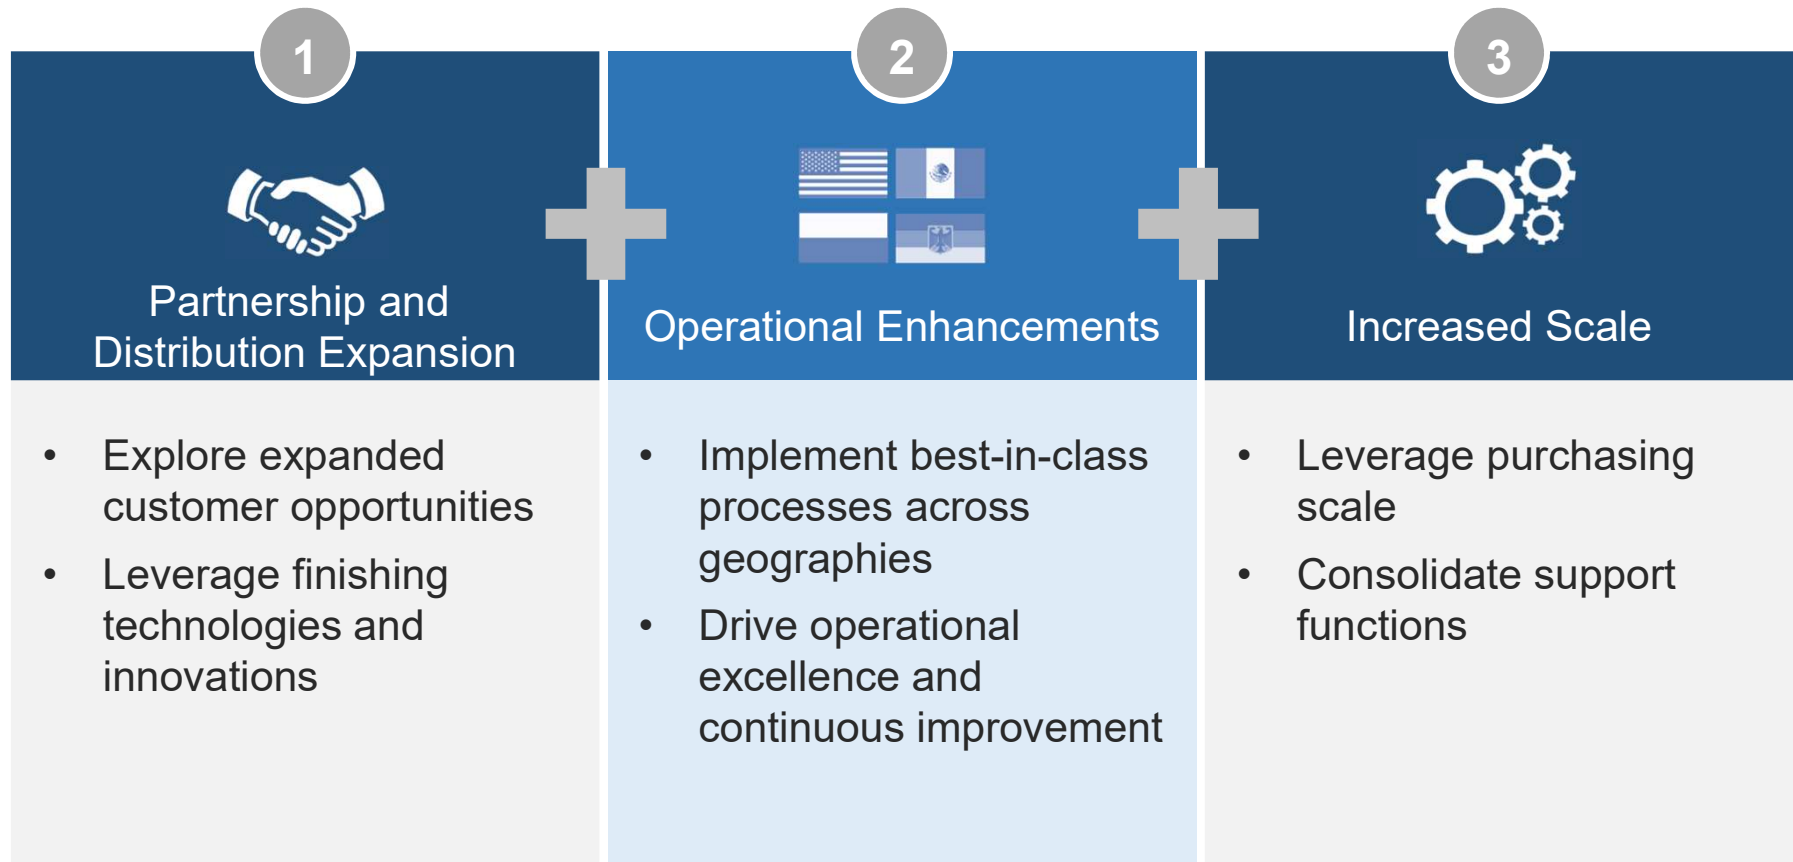 1
Partnership and
Distribution Expansion
• Explore expanded
customer opportunities
• Leverage finishing
technologies and
innovations
2
Operational Enhancements
• Implement best-in-class
processes across
geographies
• Drive operational
excellence and
continuous improvement
3
Increased Scale
• Leverage purchasing
scale
• Consolidate support
functions